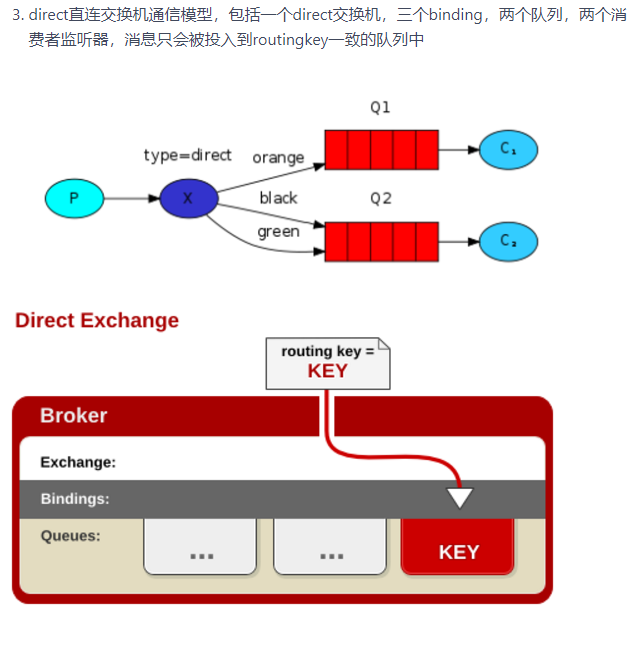 3. direct直连交换机通信模型，包括一个direct交换机，三个binding，两个队列，两个消
费者监听器，消息只会被投入到routingkey一致的队列中
Q1
type=direct
orange
C₁
P
X
black
Q2
green
C₂
Direct Exchange
routing key =
KEY
Broker
Exchange:
Bindings:
Queues:
...
...
KEY